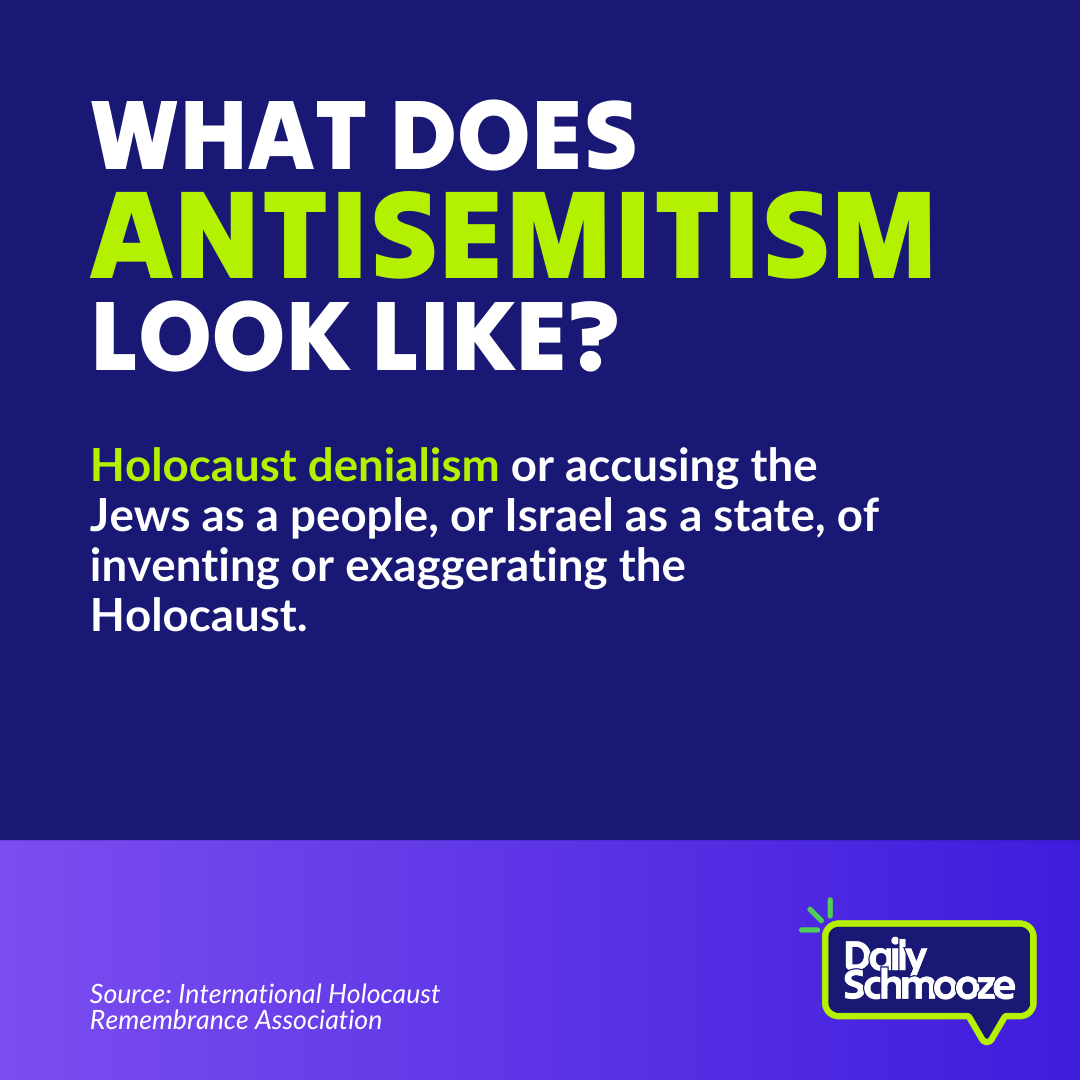 WHAT DOES
ANTISEMITISM
LOOK LIKE?
Holocaust denialism or accusing the
Jews as a people, or Israel as a state, of
inventing or exaggerating the
Holocaust.
Source: International Holocaust
Remembrance Association
Daily
Schmooze